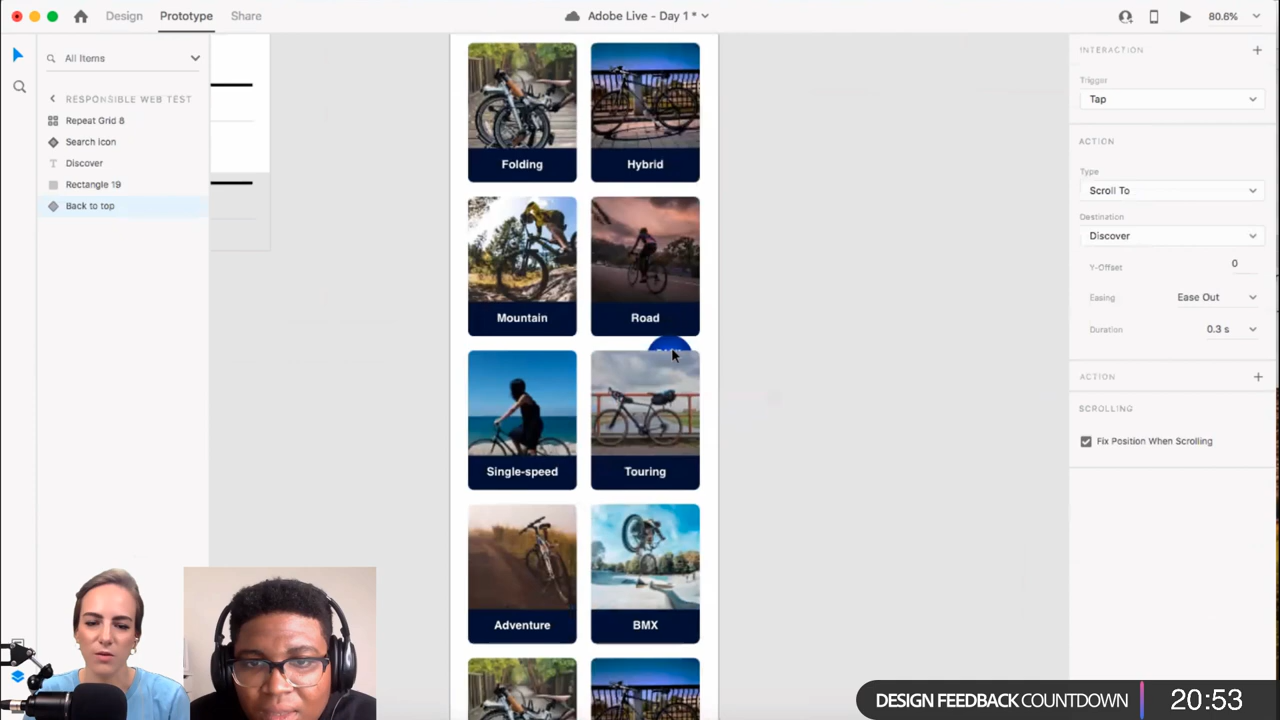 Design Prototype Share
Adobe Live - Day 1 *
80.6%
All Items
RESPONSIBLE WEB TEST
Repeat Grid 8
Search Icon
Discover
Rectangle 19
Back to top
Folding
Hybrid
Mountain
Road
Single-speed
Touring
Adventure
BMX
INTERACTION
Trigger
Tap
ACTION
Type
Scroll To
Destination
Discover
Y-Offset 0
Easing Ease Out
Duration 0.3 s
ACTION
SCROLLING
Fix Position When Scrolling
DESIGN FEEDBACK COUNTDOWN 20:53